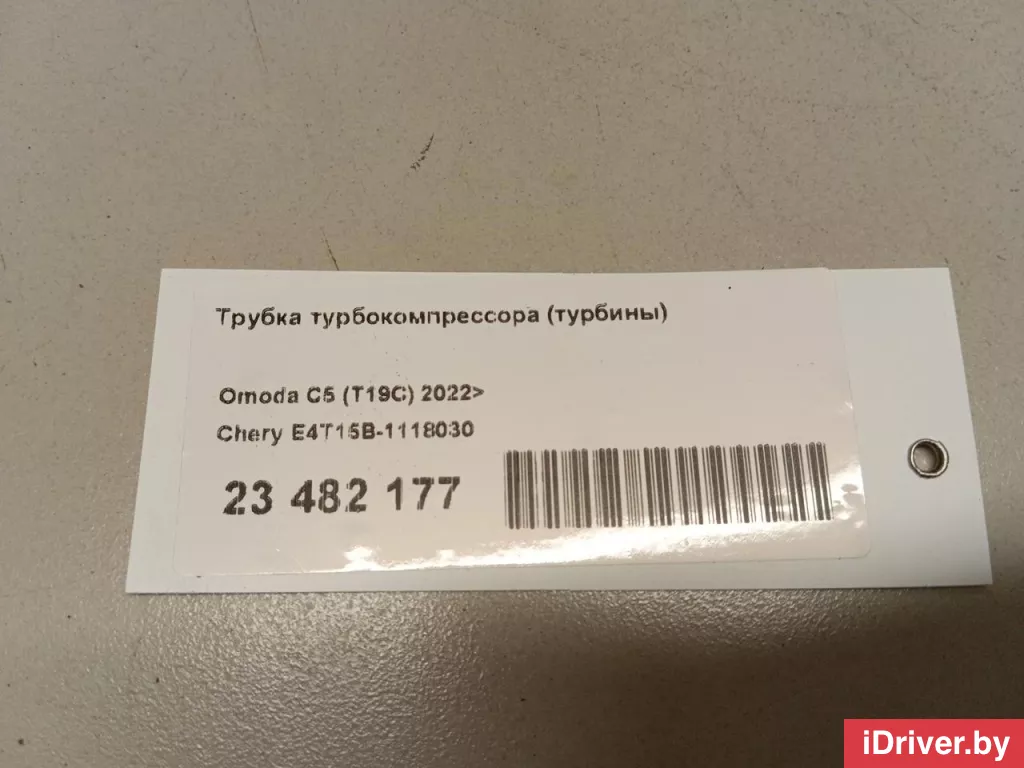 Трубка турбокомпрессора (турбины)
Omoda C5 (T19C) 2022>
Chery E4T15B-1118030
23 482 177
iDriver.by